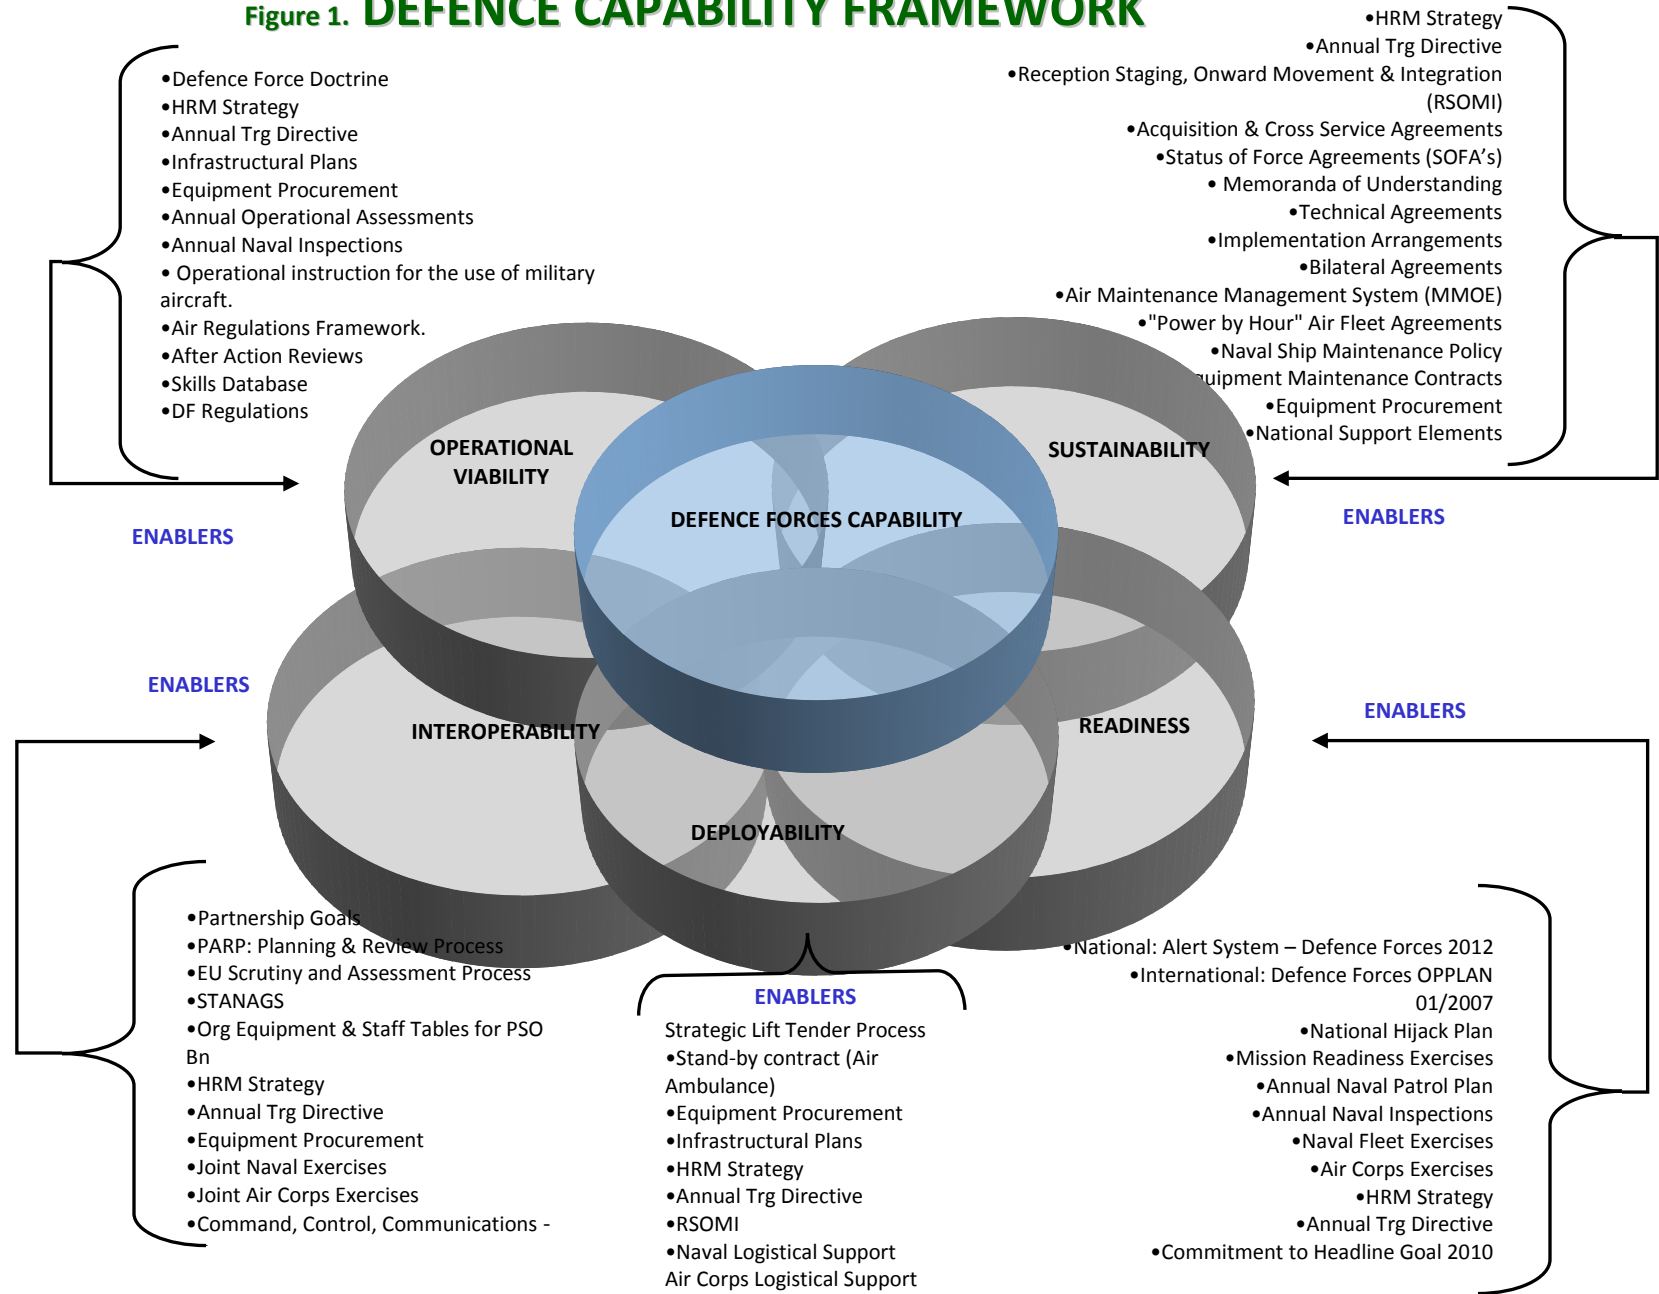 Figure 1. DEFENCE CAPABILITY FRAMEWORK
•Defence Force Doctrine
•HRM Strategy
•Annual Trg Directive
•Infrastructural Plans
•Equipment Procurement
•Annual Operational Assessments
•Annual Naval Inspections
• Operational instruction for the use of military
aircraft.
•Air Regulations Framework.
•After Action Reviews
•Skills Database
•DF Regulations
•HRM Strategy
•Annual Trg Directive
•Reception Staging, Onward Movement & Integration
(RSOMI)
•Acquisition & Cross Service Agreements
•Status of Force Agreements (SOFA’s)
• Memoranda of Understanding
•Technical Agreements
•Implementation Arrangements
•Bilateral Agreements
•Air Maintenance Management System (MMOE)
•"Power by Hour" Air Fleet Agreements
•Naval Ship Maintenance Policy
Maintenance Contracts
•Equipment Procurement
•National Support Elements
OPERATIONAL
VIABILITY
SUSTAINABILITY
DEFENCE FORCES CAPABILITY
ENABLERS
ENABLERS
ENABLERS
ENABLERS
INTEROPERABILITY
READINESS
DEPLOYABILITY
•Partnership Goals
•PARP: Planning & Review Process
•EU Scrutiny and Assessment Process
•STANAGS
•Org Equipment & Staff Tables for PSO
Bn
•HRM Strategy
•Annual Trg Directive
•Equipment Procurement
•Joint Naval Exercises
•Joint Air Corps Exercises
•Command, Control, Communications -
ENABLERS
Strategic Lift Tender Process
•Stand-by contract (Air
Ambulance)
•Equipment Procurement
•Infrastructural Plans
•HRM Strategy
•Annual Trg Directive
•RSOMI
•Naval Logistical Support
Air Corps Logistical Support
•National: Alert System – Defence Forces 2012
•International: Defence Forces OPPLAN
01/2007
•National Hijack Plan
•Mission Readiness Exercises
•Annual Naval Patrol Plan
•Annual Naval Inspections
•Naval Fleet Exercises
•Air Corps Exercises
•HRM Strategy
•Annual Trg Directive
•Commitment to Headline Goal 2010